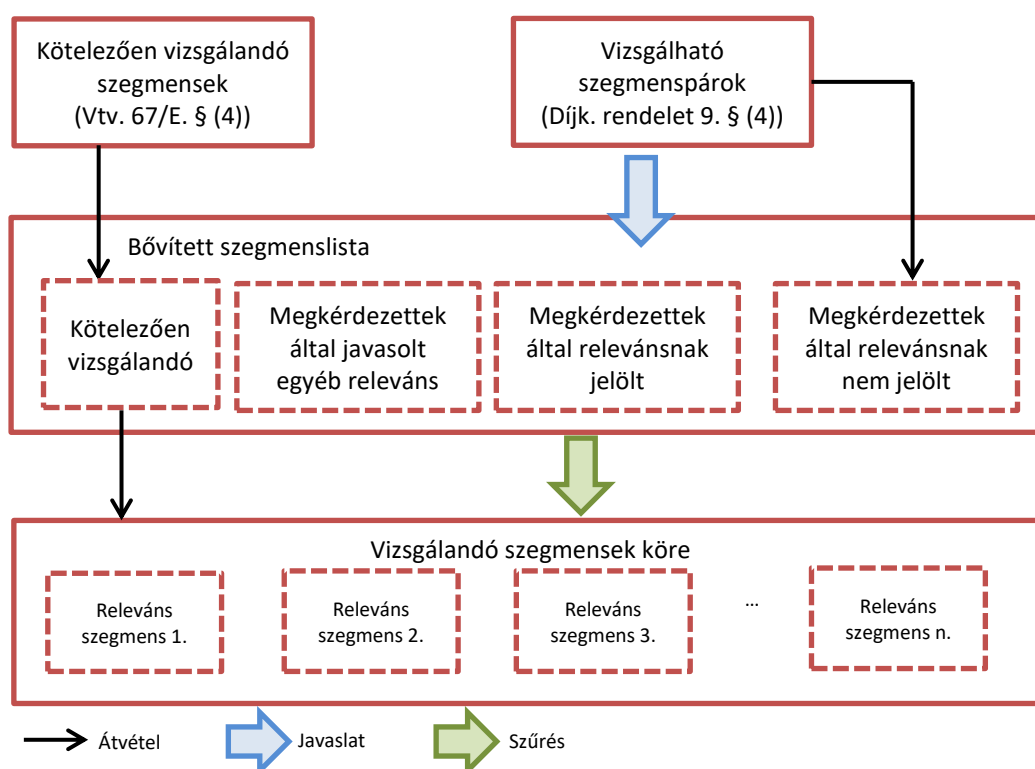 Kötelezően vizsgálandó
szegmensek
(Vtv. 67/E. § (4))
Vizsgálható
szegmenspárok
(Díjk. rendelet 9. § (4))
Bővített szegmenslista
Kötelezően
vizsgálandó
Megkérdezettek
által javasolt
egyéb releváns
Megkérdezettek
által relevánsnak
jelölt
Megkérdezettek
által relevánsnak
nem jelölt
Vizsgálandó szegmensek köre
Releváns
szegmens 1.
Releváns
szegmens 2.
Releváns
szegmens 3.
...
Releváns
szegmens n.
Átvétel
Javaslat
Szűrés